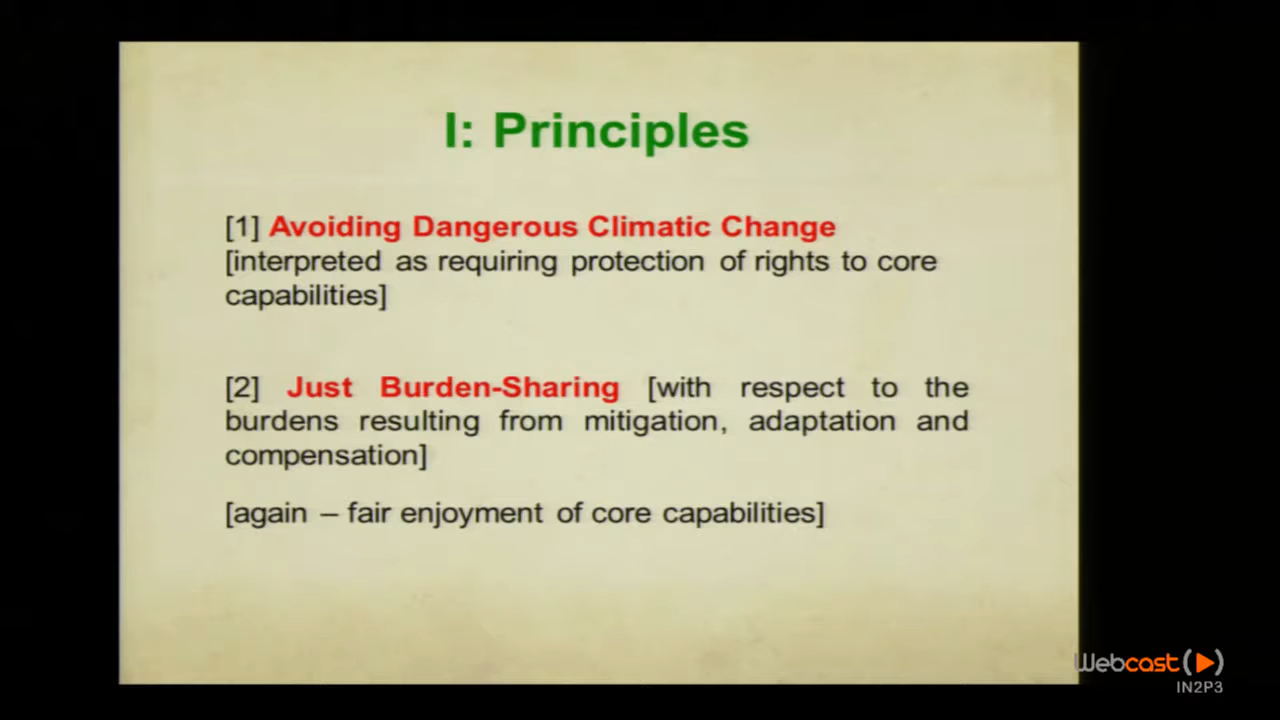 I: Principles
[1] Avoiding Dangerous Climatic Change
[interpreted as requiring protection of rights to core
capabilities]
[2] Just Burden-Sharing [with respect to the
burdens resulting from mitigation, adaptation and
compensation]
[again – fair enjoyment of core capabilities]
Webcast
IN2P3